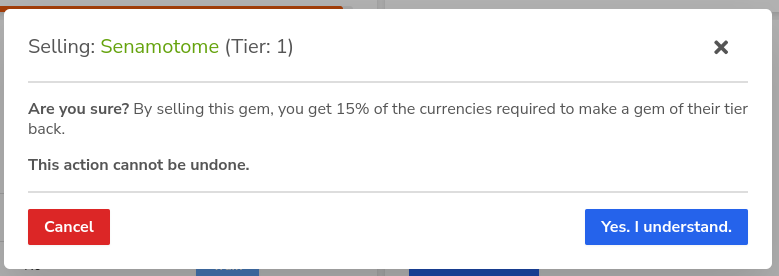 Selling: Senamotome (Tier: 1)
Are you sure? By selling this gem, you get 15% of the currencies required to make a gem of their tier
back.
This action cannot be undone.
Cancel
Yes. I understand.